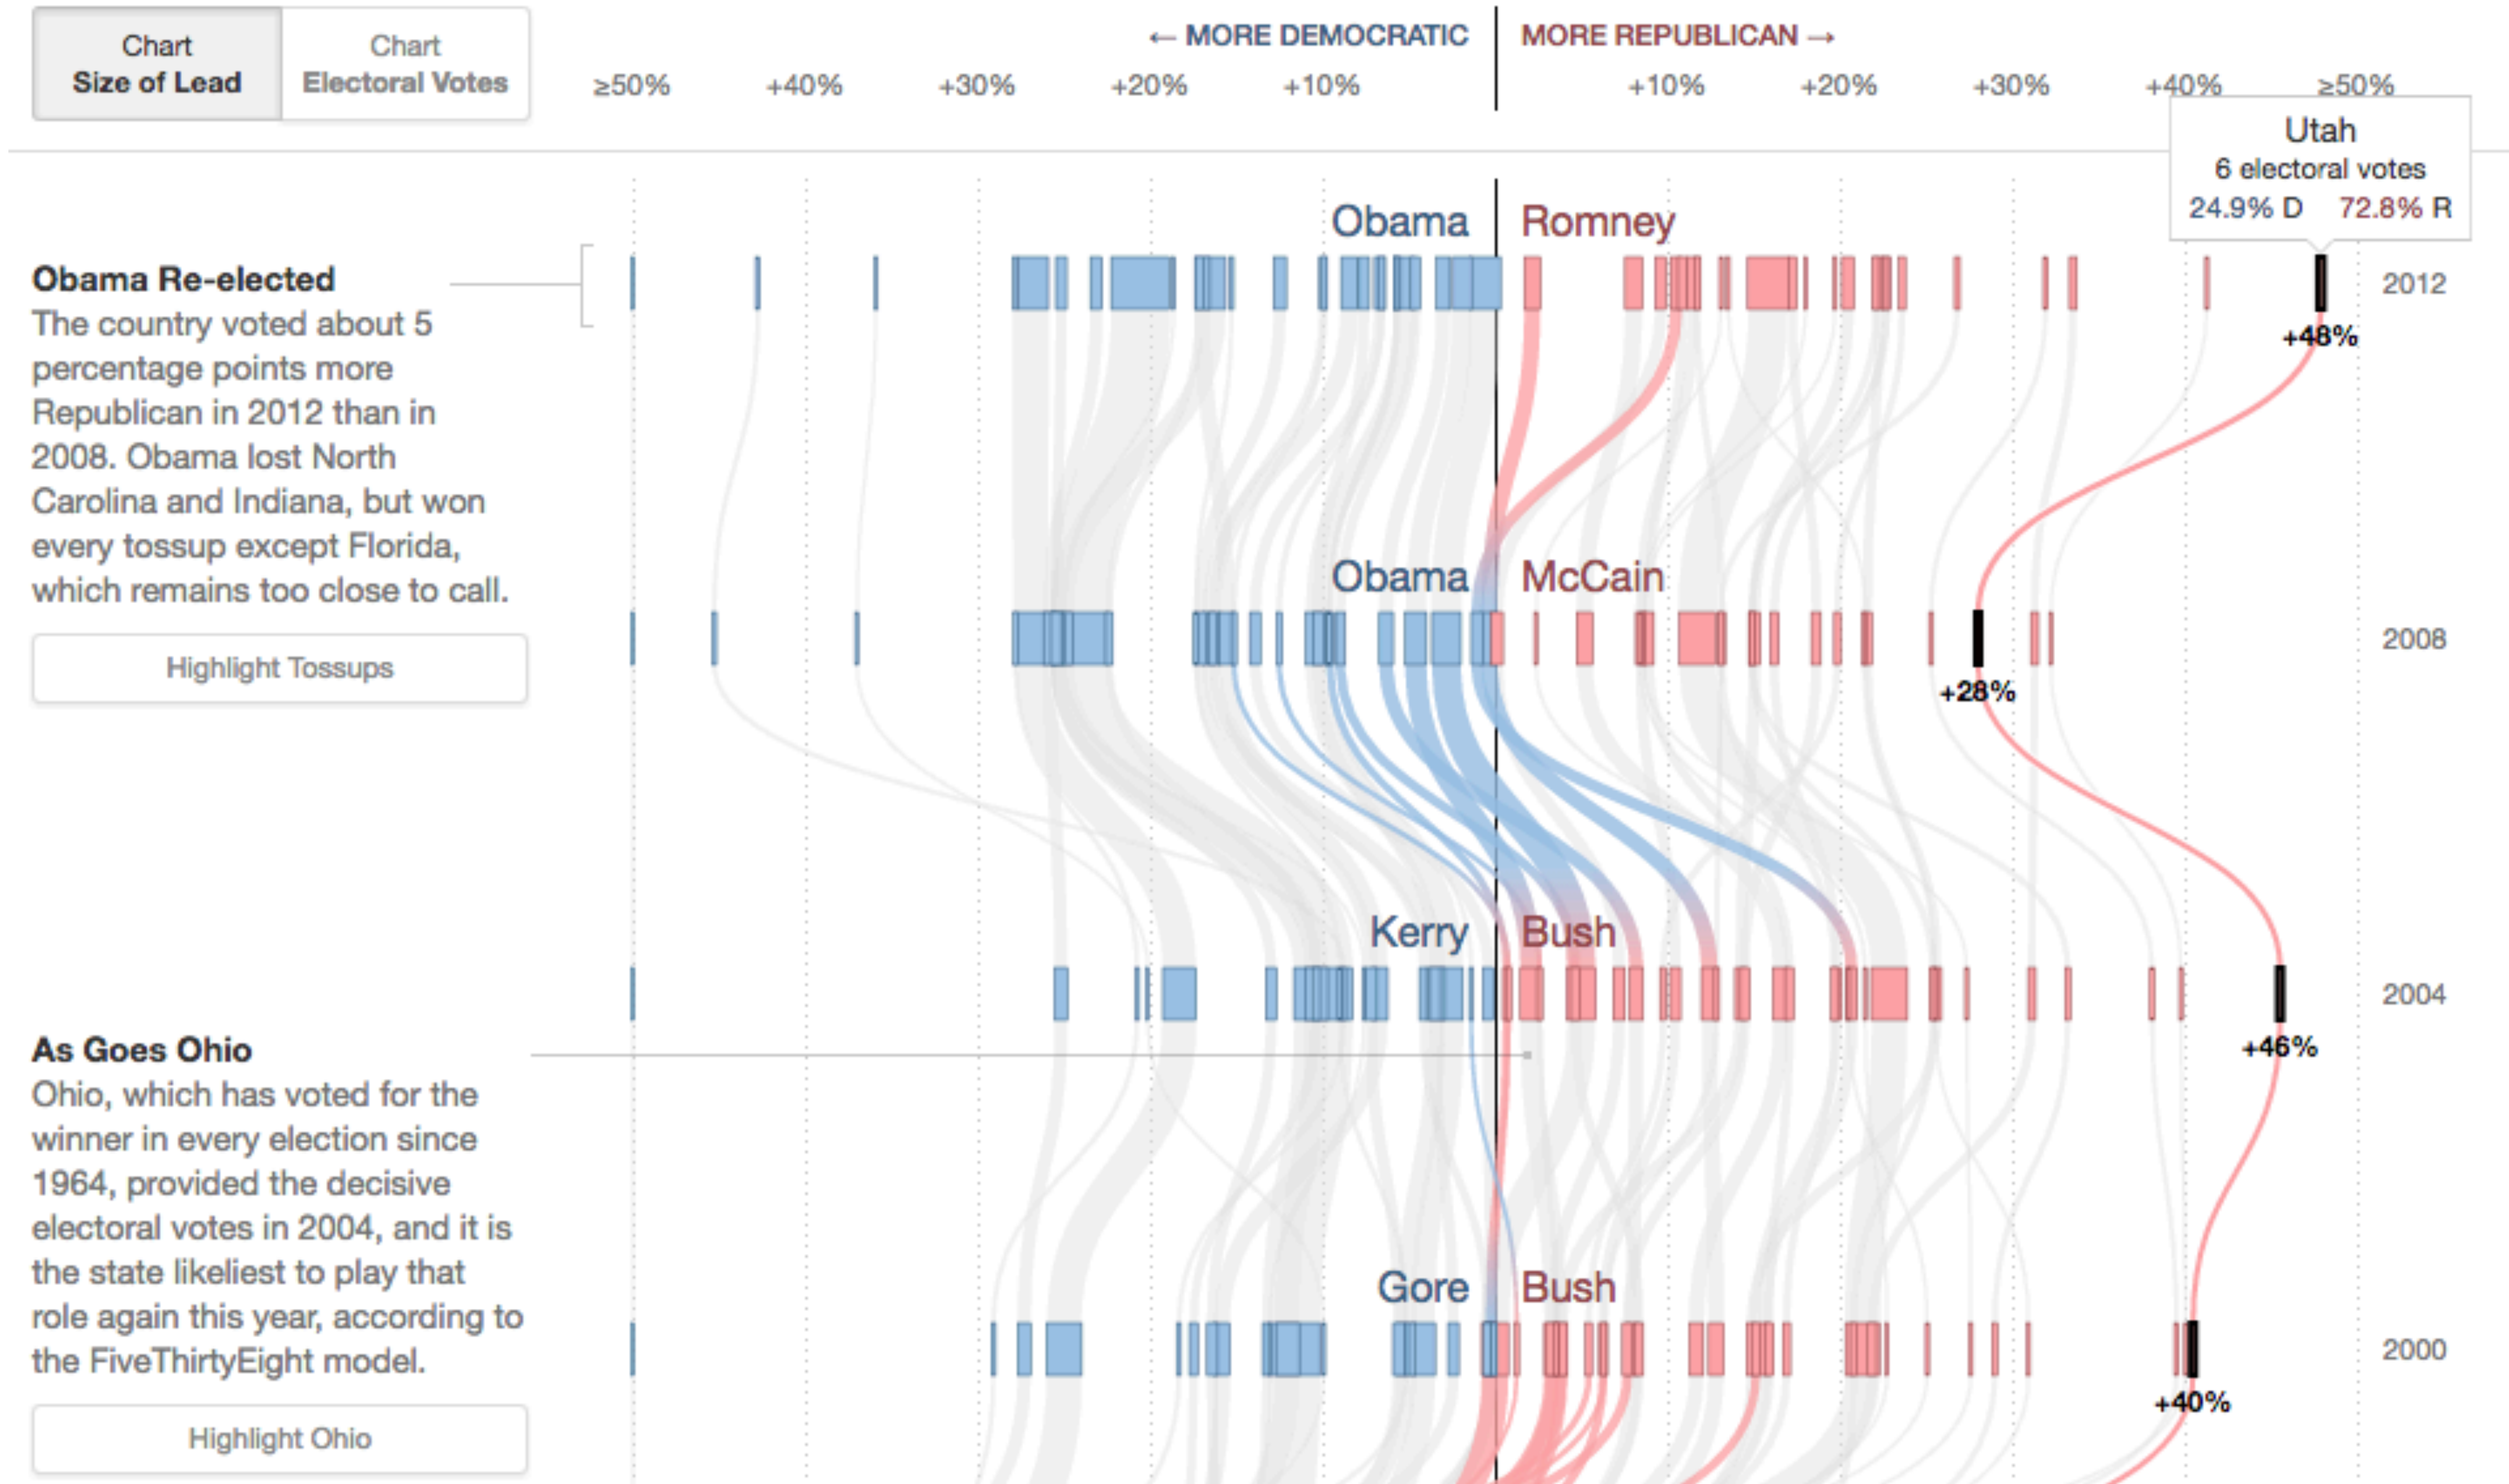 Chart
Size of Lead
Chart
Electoral Votes
← MORE DEMOCRATIC
MORE REPUBLICAN →
≥50%
+40%
+30%
+20%
+10%
+10%
+20%
+30%
+40%
≥50%
Utah
6 electoral votes
24.9% D 72.8% R
Obama
Romney
2012
+48%
Obama Re-elected
The country voted about 5
percentage points more
Republican in 2012 than in
2008. Obama lost North
Carolina and Indiana, but won
every tossup except Florida,
which remains too close to call.
Highlight Tossups
Obama
McCain
2008
+28%
Kerry
Bush
2004
+46%
As Goes Ohio
Ohio, which has voted for the
winner in every election since
1964, provided the decisive
electoral votes in 2004, and it is
the state likeliest to play that
role again this year, according to
the FiveThirtyEight model.
Highlight Ohio
Gore
Bush
2000
+40%